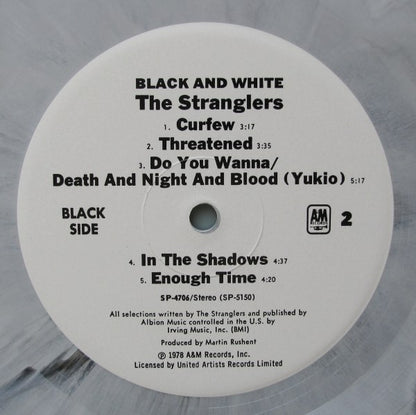 BLACK AND WHITE
The Stranglers
1. Curfew 3:17
2. Threatened 3:35
3. Do You Wanna/
Death And Night And Blood (Yukio) 5:17
BLACK
SIDE
A&M
RECORDS
2
4. In The Shadows 4:37
5. Enough Time 4:20
SP-4706/Stereo (SP-5150)
All selections written by The Stranglers and published by
Albion Music controlled in the U.S. by
Irving Music, Inc. (BMI)
Produced by Martin Rushent
℗ 1978 A&M Records, Inc.
Licensed by United Artists Records Limited